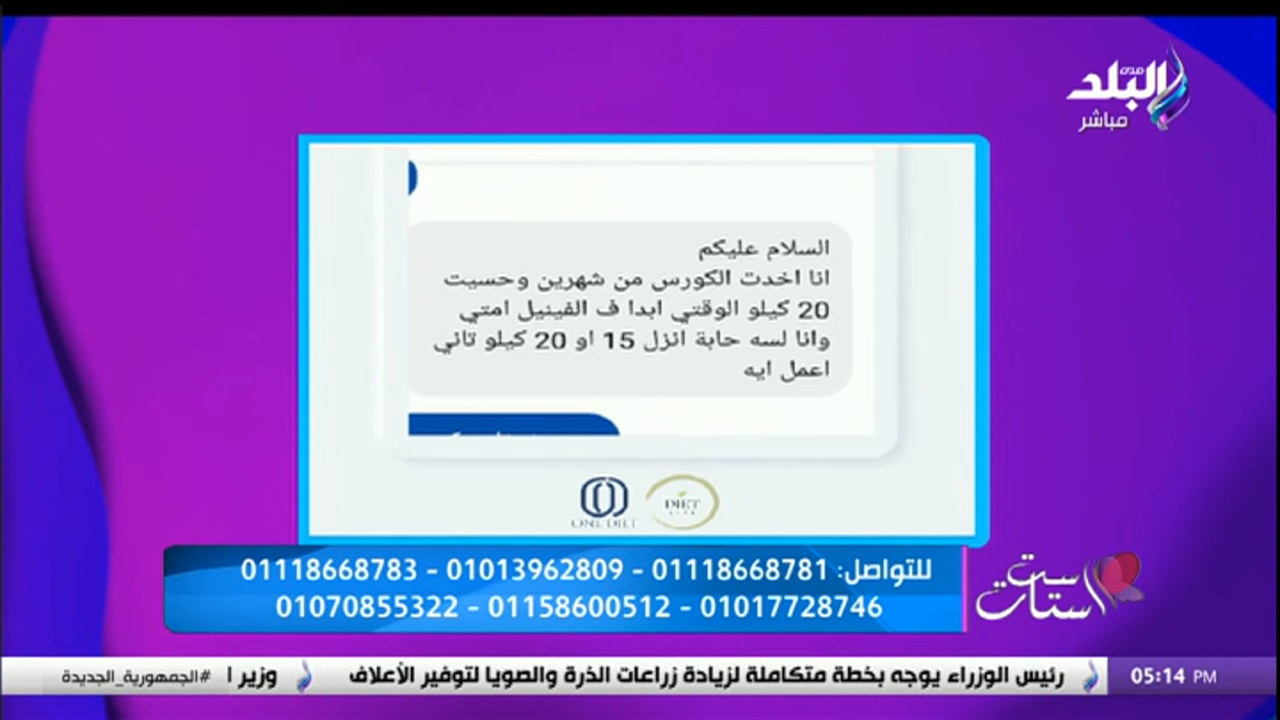 صدى البلد
مباشر
السلام عليكم
انا اخدت الكورس من شهرين وحسيت
20 كيلو الوقتي ابدا ف الفينيل امتي
وانا لسه حابة انزل 15 او 20 كيلو تاني
اعمل ايه
ONE DIET
DIET
LIFE
للتواصل: 01118668781 - 01013962809 - 01118668783
01017728746 - 01158600512 - 01070855322
ست
ستات
05:14 PM
رئيس الوزراء يوجه بخطة متكاملة لزيادة زراعات الذرة والصويا لتوفير الأعلاف
وزير ا
#الجمهورية_الجديدة